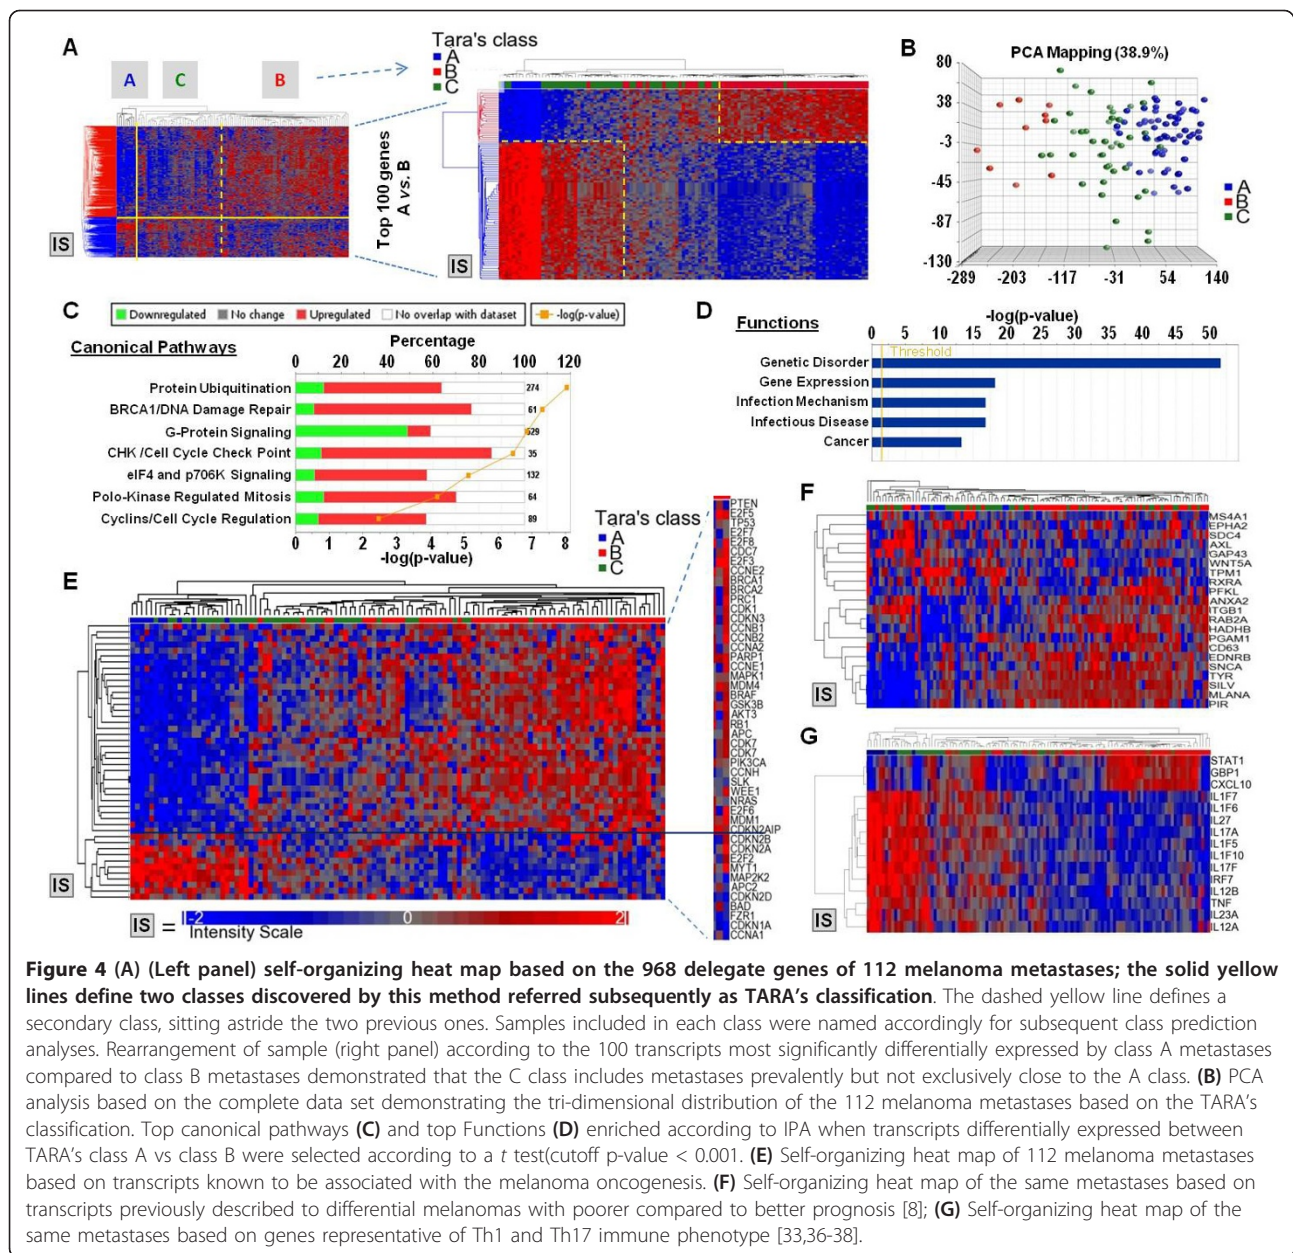 A
A
C
B
IS
Top 100 genes
A vs. B
Tara's class
A
B
C
IS
B
PCA Mapping (38.9%)
80
38
-3
-45
-87
-130
-289
-203
-117
-31
54
140
A
B
C
C
Downregulated
No change
Upregulated
No overlap with dataset
-log(p-value)
Canonical Pathways
Percentage
0 20 40 60 80 100 120
Protein Ubiquitination
274
BRCA1/DNA Damage Repair
61
G-Protein Signaling
529
CHK /Cell Cycle Check Point
35
eIF4 and p706K Signaling
132
Polo-Kinase Regulated Mitosis
64
Cyclins/Cell Cycle Regulation
89
0 1 2 3 4 5 6 7 8
-log(p-value)
D
Functions
-log(p-value)
0 5 10 15 20 25 30 35 40 45 50
Threshold
Genetic Disorder
Gene Expression
Infection Mechanism
Infectious Disease
Cancer
E
Tara's class
A
B
C
IS
IS
IS =
-2
0
2
Intensity Scale
PTEN
E2F5
TP53
E2F7
E2F8
CDC7
E2F3
CCNE2
BRCA1
BRCA2
PRC1
CDK1
CDKN3
CCNB1
CCNB2
CCNA2
PARP1
CCNE1
MAPK1
MDM4
BRAF
GSK3B
AKT3
RB1
APC
CDK7
CDK7
PIK3CA
CCNH
SLK
WEE1
NRAS
E2F6
MDM1
CDKN2AIP
CDKN2B
CDKN2A
E2F2
MYT1
MAP2K2
APC2
CDKN2D
BAD
FZR1
CDKN1A
CCNA1
F
MS4A1
EPHA2
SDC4
AXL
GAP43
WNT5A
TPM1
RXRA
PFKL
ANXA2
ITGB1
RAB2A
HADHB
PGAM1
CD63
EDNRB
SNCA
TYR
SILV
MLANA
PIR
IS
G
STAT1
GBP1
CXCL10
IL1F7
IL1F6
IL27
IL17A
IL1F5
IL1F10
IL17F
IRF7
IL12B
TNF
IL23A
IL12A
IS
Figure 4 (A) (Left panel) self-organizing heat map based on the 968 delegate genes of 112 melanoma metastases; the solid yellow
lines define two classes discovered by this method referred subsequently as TARA's classification. The dashed yellow line defines a
secondary class, sitting astride the two previous ones. Samples included in each class were named accordingly for subsequent class prediction
analyses. Rearrangement of sample (right panel) according to the 100 transcripts most significantly differentially expressed by class A metastases
compared to class B metastases demonstrated that the C class includes metastases prevalently but not exclusively close to the A class. (B) PCA
analysis based on the complete data set demonstrating the tri-dimensional distribution of the 112 melanoma metastases based on the TARA's
classification. Top canonical pathways (C) and top Functions (D) enriched according to IPA when transcripts differentially expressed between
TARA's class A vs class B were selected according to a t test(cutoff p-value < 0.001. (E) Self-organizing heat map of 112 melanoma metastases
based on transcripts known to be associated with the melanoma oncogenesis. (F) Self-organizing heat map of the same metastases based on
transcripts previously described to differential melanomas with poorer compared to better prognosis [8]; (G) Self-organizing heat map of the
same metastases based on genes representative of Th1 and Th17 immune phenotype [33,36-38].